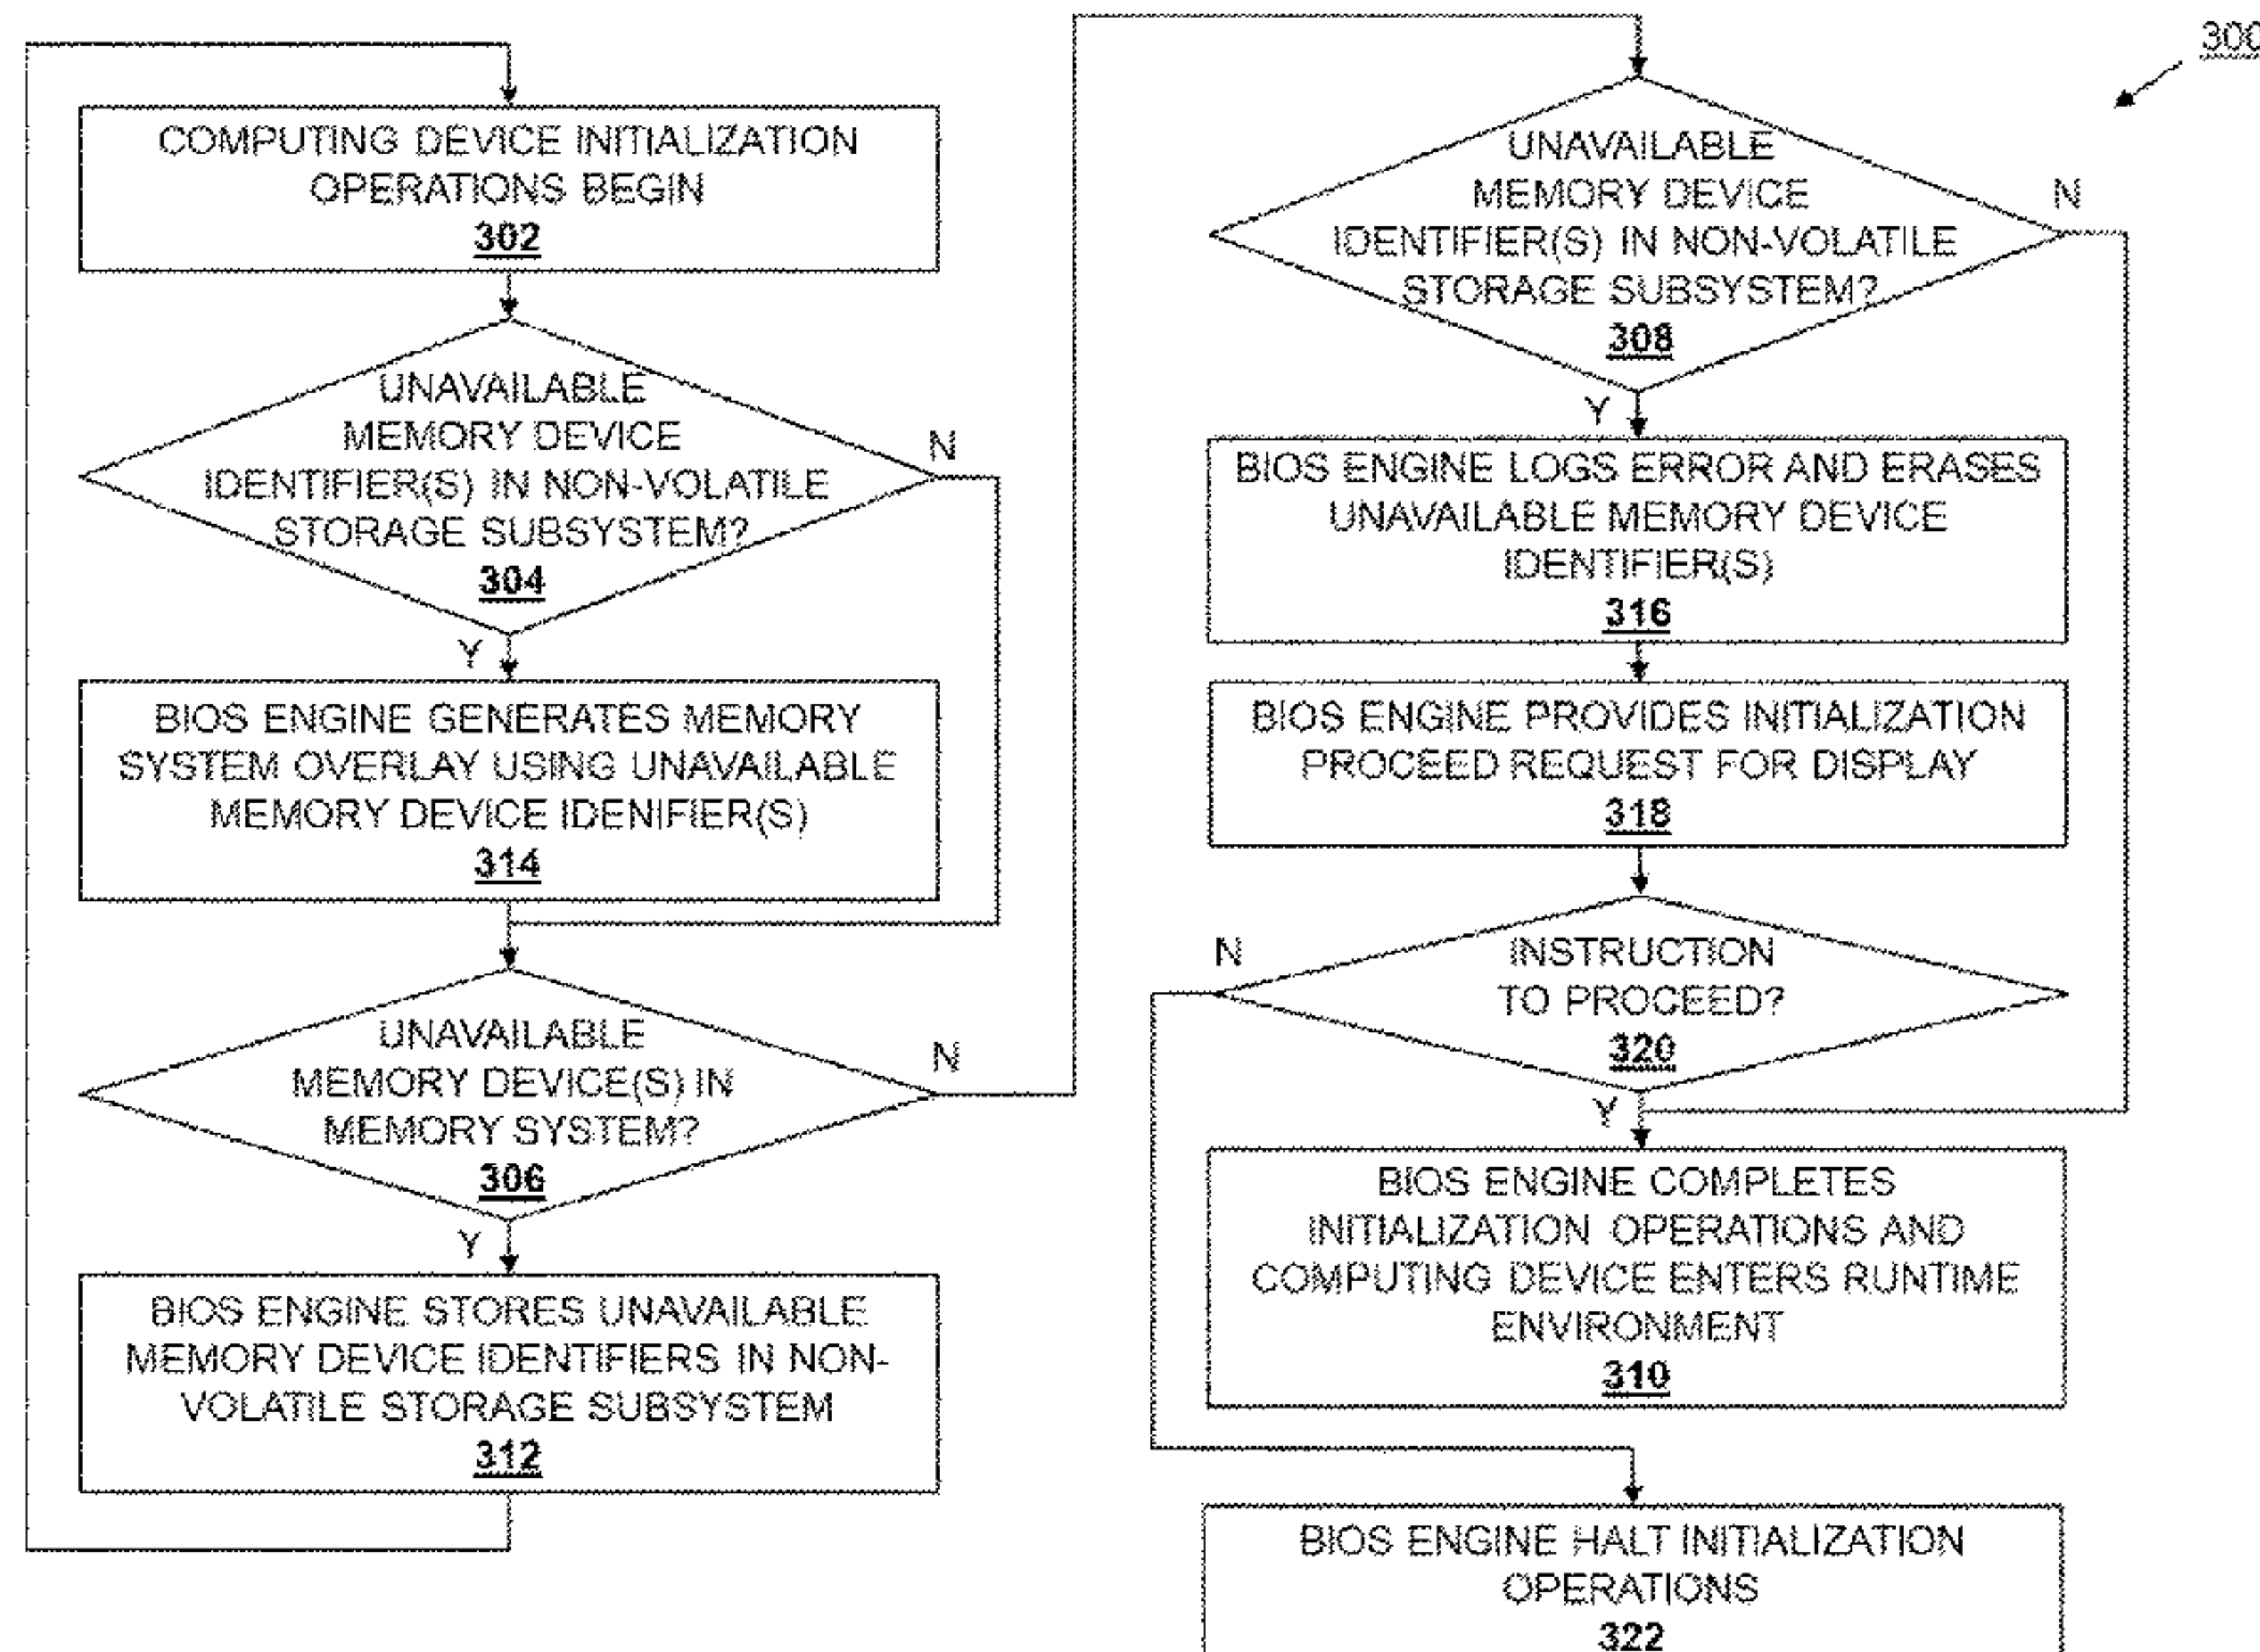 300
COMPUTING DEVICE INITIALIZATION
OPERATIONS BEGIN
302
UNAVAILABLE
MEMORY DEVICE
IDENTIFIER(S) IN NON-VOLATILE
STORAGE SUBSYSTEM?
304
N
Y
BIOS ENGINE GENERATES MEMORY
SYSTEM OVERLAY USING UNAVAILABLE
MEMORY DEVICE IDENIFIER(S)
314
UNAVAILABLE
MEMORY DEVICE(S) IN
MEMORY SYSTEM?
306
N
Y
BIOS ENGINE STORES UNAVAILABLE
MEMORY DEVICE IDENTIFIERS IN NON-
VOLATILE STORAGE SUBSYSTEM
312
UNAVAILABLE
MEMORY DEVICE
IDENTIFIER(S) IN NON-VOLATILE
STORAGE SUBSYSTEM?
308
N
Y
BIOS ENGINE LOGS ERROR AND ERASES
UNAVAILABLE MEMORY DEVICE
IDENTIFIER(S)
316
BIOS ENGINE PROVIDES INITIALIZATION
PROCEED REQUEST FOR DISPLAY
318
N
INSTRUCTION
TO PROCEED?
320
Y
BIOS ENGINE COMPLETES
INITIALIZATION OPERATIONS AND
COMPUTING DEVICE ENTERS RUNTIME
ENVIRONMENT
310
BIOS ENGINE HALT INITIALIZATION
OPERATIONS
322